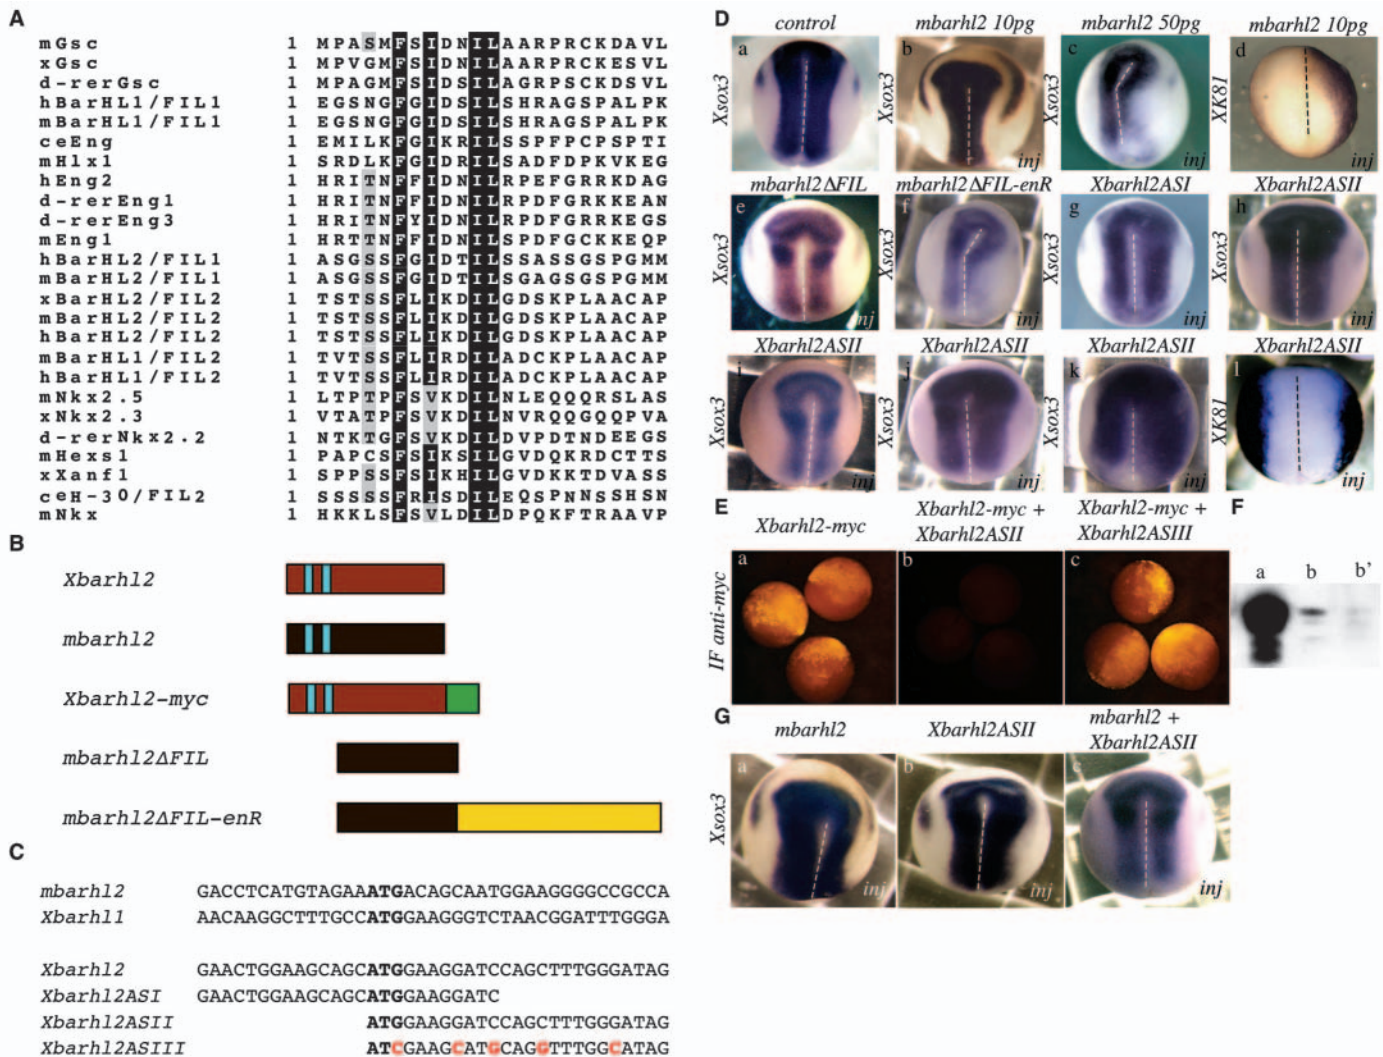 A
mGsc 1 MPASMFSIDNILAARPRCKDAVL
xGsc 1 MPVGMFSIDNILAARPRCKESVL
d-rerGsc 1 MPAGMFSIDSILAGRPSCKDSVL
hBarHL1/FIL1 1 EGSNGFGIDSILSHRAGSPALPK
mBarHL1/FIL1 1 EGSNGFGIDSILSHRAGSPALPK
ceEng 1 EMILKFGIKRILSSPFPCPSPTI
mHlx1 1 SRDLKFGIDRILSADFDPKVKEG
hEng2 1 HRITNFFIDNILRPEFGRRKDAG
d-rerEng1 1 HRITNFFIDNILRPDFGRKKEAN
d-rerEng3 1 HRITNFYIDNILRPDFGRRKEGS
mEng1 1 HRTTNFFIDNILSPDFGCKKEQP
hBarHL2/FIL1 1 ASGSSFGIDTILSSASSGSPGMM
mBarHL2/FIL1 1 ASGSSFGIDTILSGAGSGSPGMM
xBarHL2/FIL2 1 TSTSSFLIKDILGDSKPLAACAP
mBarHL2/FIL2 1 TSTSSFLIKDILGDSKPLAACAP
hBarHL2/FIL2 1 TSTSSFLIKDILGDSKPLAACAP
mBarHL1/FIL2 1 TVTSSFLIRDILADCKPLAACAP
hBarHL1/FIL2 1 TVTSSFLIRDILADCKPLAACAP
mNkx2.5 1 LTPTPFSVKDILNLEQQQRSLAS
xNkx2.3 1 VTATPFSVKDILNRVQQGQQPVA
d-rerNkx2.2 1 NTKTGFSVKSILDVPDTNDEEGS
mHexs1 1 PAPCSFSIKSILGVDQKRDCTTS
xXanf1 1 SPPSSFSIKHILGVDKKTDVASS
ceH-30/FIL2 1 SSSSSFRISDILEQSPNNSSHSN
mNkx 1 HKKLSFSVLDILDPQKFTRAAVP
B
Xbarhl2
mbarhl2
Xbarhl2-myc
mbarhl2ΔFIL
mbarhl2ΔFIL-enR
C
mbarhl2 GACCTCATGTAGAAATGACAGCAATGGAAGGGGCCGCCA
Xbarhl1 AACAAGGCTTTGCCATGGAAGGGTCTAACGGATTTGGGA
Xbarhl2 GAACTGGAAGCAGCATGGAAGGATCCAGCTTTGGGATAG
Xbarhl2ASI GAACTGGAAGCAGCATGGAAGGATC
Xbarhl2ASII ATGGAAGGATCCAGCTTTGGGATAG
Xbarhl2ASIII ATCGAAGCATGCAGGTTTGGCATAG
D
control mbarhl2 10pg mbarhl2 50pg mbarhl2 10pg
Xsox3 a Xsox3 b inj Xsox3 c inj XK81 d inj
mbarhl2ΔFIL mbarhl2ΔFIL-enR Xbarhl2ASI Xbarhl2ASII
Xsox3 e inj Xsox3 f inj Xsox3 g inj Xsox3 h inj
Xbarhl2ASII Xbarhl2ASII Xbarhl2ASII Xbarhl2ASII
Xsox3 i inj j inj Xsox3 k inj XK81 l inj
E
Xbarhl2-myc Xbarhl2-myc + Xbarhl2-myc +
Xbarhl2ASII Xbarhl2ASIII
IF anti-myc a b c
F
a b b'
G
mbarhl2 Xbarhl2ASII mbarhl2 +
Xbarhl2ASII
Xsox3 a inj b inj c inj